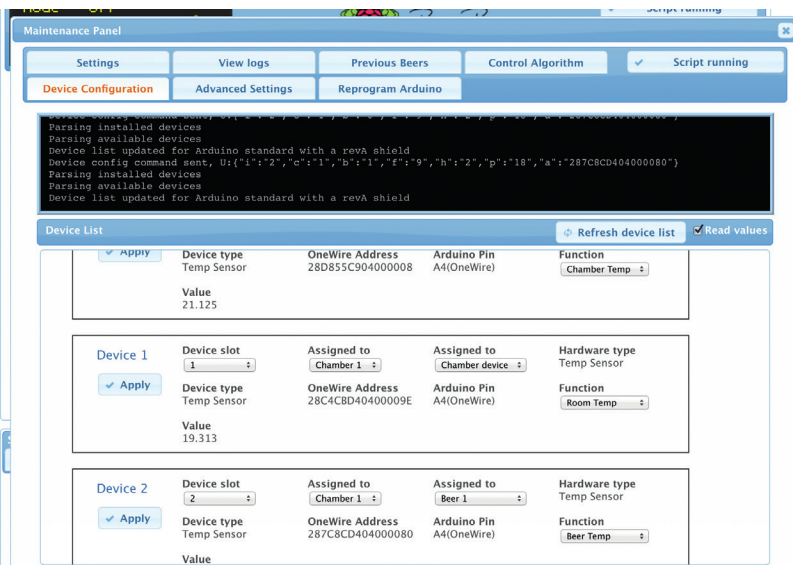 Mode Off
Script running
Maintenance Panel
Settings
View logs
Previous Beers
Control Algorithm
Script running
Device Configuration
Advanced Settings
Reprogram Arduino
Parsing installed devices
Parsing available devices
Device list updated for Arduino standard with a revA shield
Device config command sent, U:{"i":"2","c":"1","b":"1","f":"9","h":"2","p":"18","a":"287C8CD404000080"}
Parsing installed devices
Parsing available devices
Device list updated for Arduino standard with a revA shield
Device List
Refresh device list
Read values
Apply
Device type
OneWire Address
Arduino Pin
Function
Temp Sensor
28D855C904000008
A4(OneWire)
Chamber Temp
Value
21.125
Device 1
Device slot
Assigned to
Assigned to
Hardware type
1
Chamber 1
Chamber device
Temp Sensor
Apply
Device type
OneWire Address
Arduino Pin
Function
Temp Sensor
28C4CBD40400009E
A4(OneWire)
Room Temp
Value
19.313
Device 2
Device slot
Assigned to
Assigned to
Hardware type
2
Chamber 1
Beer 1
Temp Sensor
Apply
Device type
OneWire Address
Arduino Pin
Function
Temp Sensor
287C8CD404000080
A4(OneWire)
Beer Temp
Value